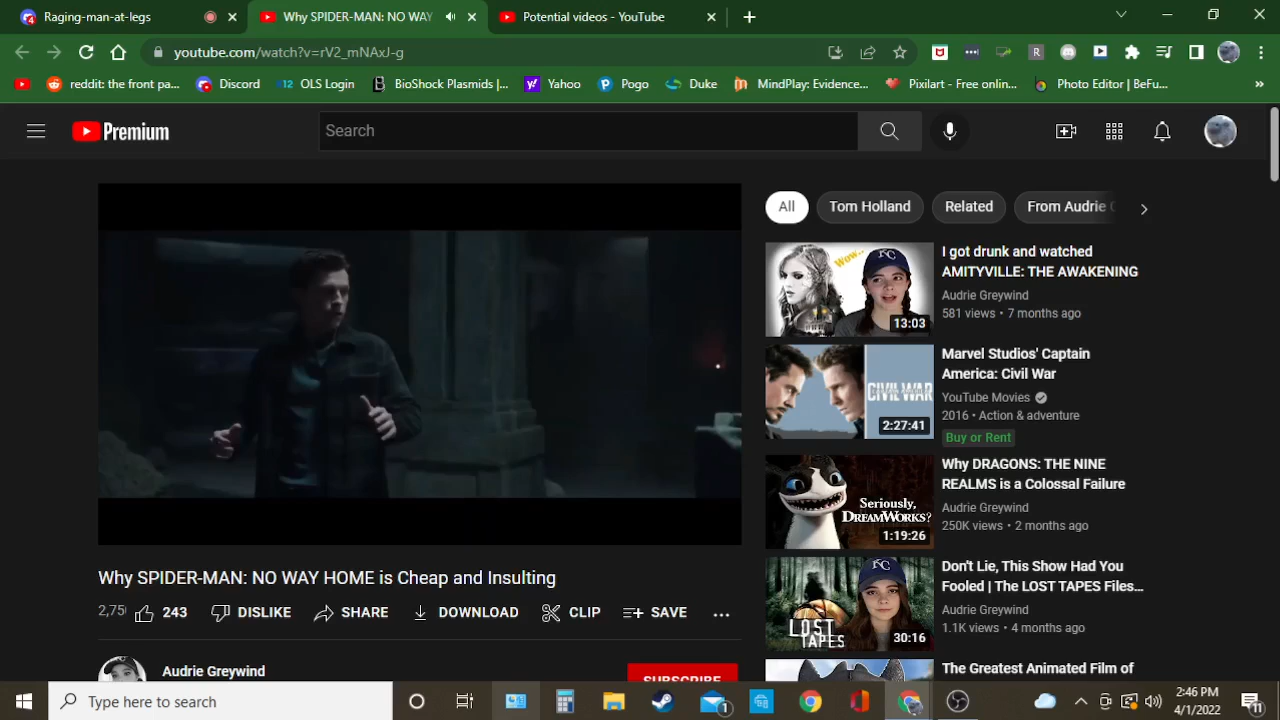 Raging-man-at-legs
Why SPIDER-MAN: NO WAY
Potential videos - YouTube
youtube.com/watch?v=rV2_mNAxJ-g
reddit: the front pa...
Discord
12 OLS Login
BioShock Plasmids |...
Yahoo
Pogo
Duke
MindPlay: Evidence...
Pixilart - Free onlin...
Photo Editor | BeFu...
Premium
Search
All
Tom Holland
Related
From Audrie G
Wow..
KC
13:03
I got drunk and watched
AMITYVILLE: THE AWAKENING
Audrie Greywind
581 views • 7 months ago
CIVIL WAR
2:27:41
Marvel Studios' Captain
America: Civil War
YouTube Movies
2016 • Action & adventure
Buy or Rent
Seriously,
DREAMWORKS?
1:19:26
Why DRAGONS: THE NINE
REALMS is a Colossal Failure
Audrie Greywind
250K views • 2 months ago
KC
LOST
TAPES
30:16
Don't Lie, This Show Had You
Fooled | The LOST TAPES Files...
Audrie Greywind
1.1K views • 4 months ago
The Greatest Animated Film of
Why SPIDER-MAN: NO WAY HOME is Cheap and Insulting
2,75
243
DISLIKE
SHARE
DOWNLOAD
CLIP
SAVE
Audrie Greywind
SUBSCRIBE
Type here to search
1
2:46 PM
4/1/2022
11